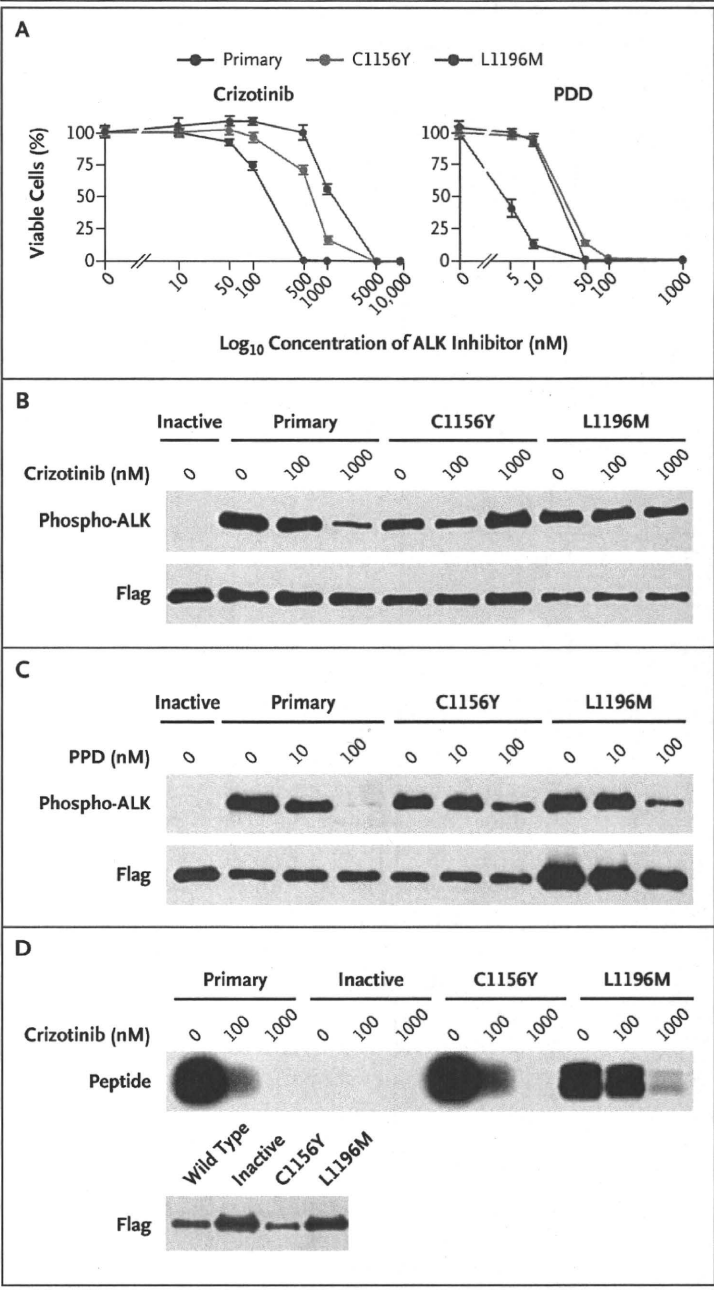 A
Primary C1156Y L1196M
Crizotinib PDD
Viable Cells (%)
100
75
50
25
0
0 10 50 100 500 1000 5000 10,000
100
75
50
25
0
0 5 10 50 100 1000
Log10 Concentration of ALK Inhibitor (nM)
B
Inactive Primary C1156Y L1196M
Crizotinib (nM) 0 0 100 1000 0 100 1000 0 100 1000
Phospho-ALK
Flag
C
Inactive Primary C1156Y L1196M
PPD (nM) 0 0 10 100 0 10 100 0 10 100
Phospho-ALK
Flag
D
Primary Inactive C1156Y L1196M
Crizotinib (nM) 0 100 1000 0 100 1000 0 100 1000 0 100 1000
Peptide
Wild Type Inactive C1156Y L1196M
Flag